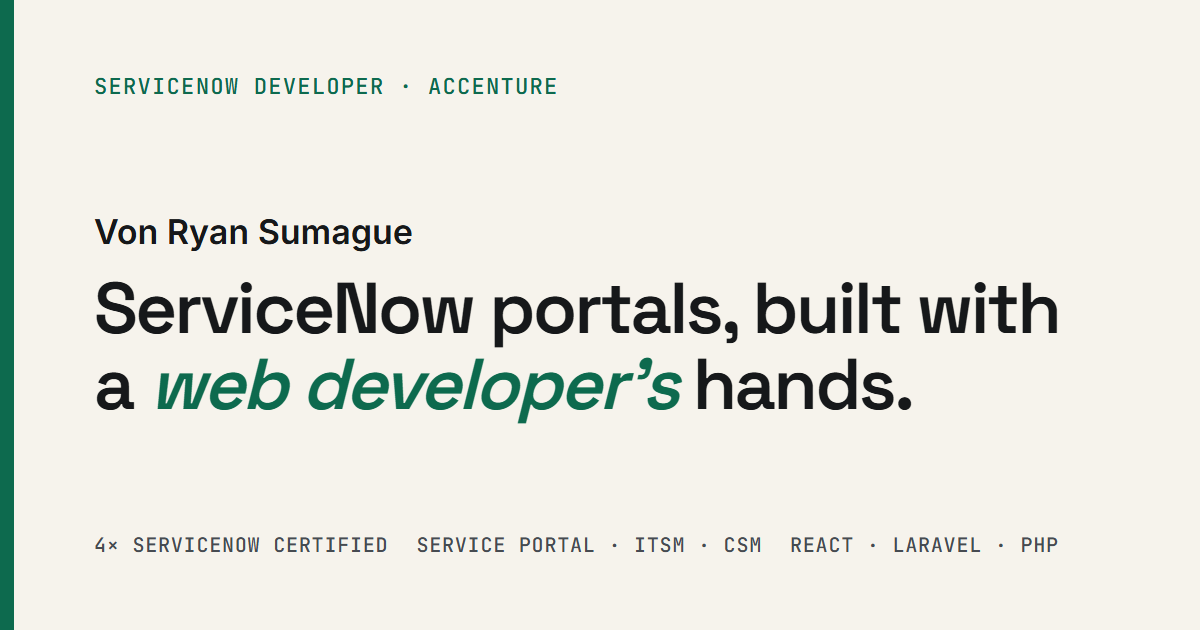 SERVICENOW DEVELOPER · ACCENTURE
Von Ryan Sumague
ServiceNow portals, built with
a web developer’s hands.
4× SERVICENOW CERTIFIED SERVICE PORTAL · ITSM · CSM REACT · LARAVEL · PHP